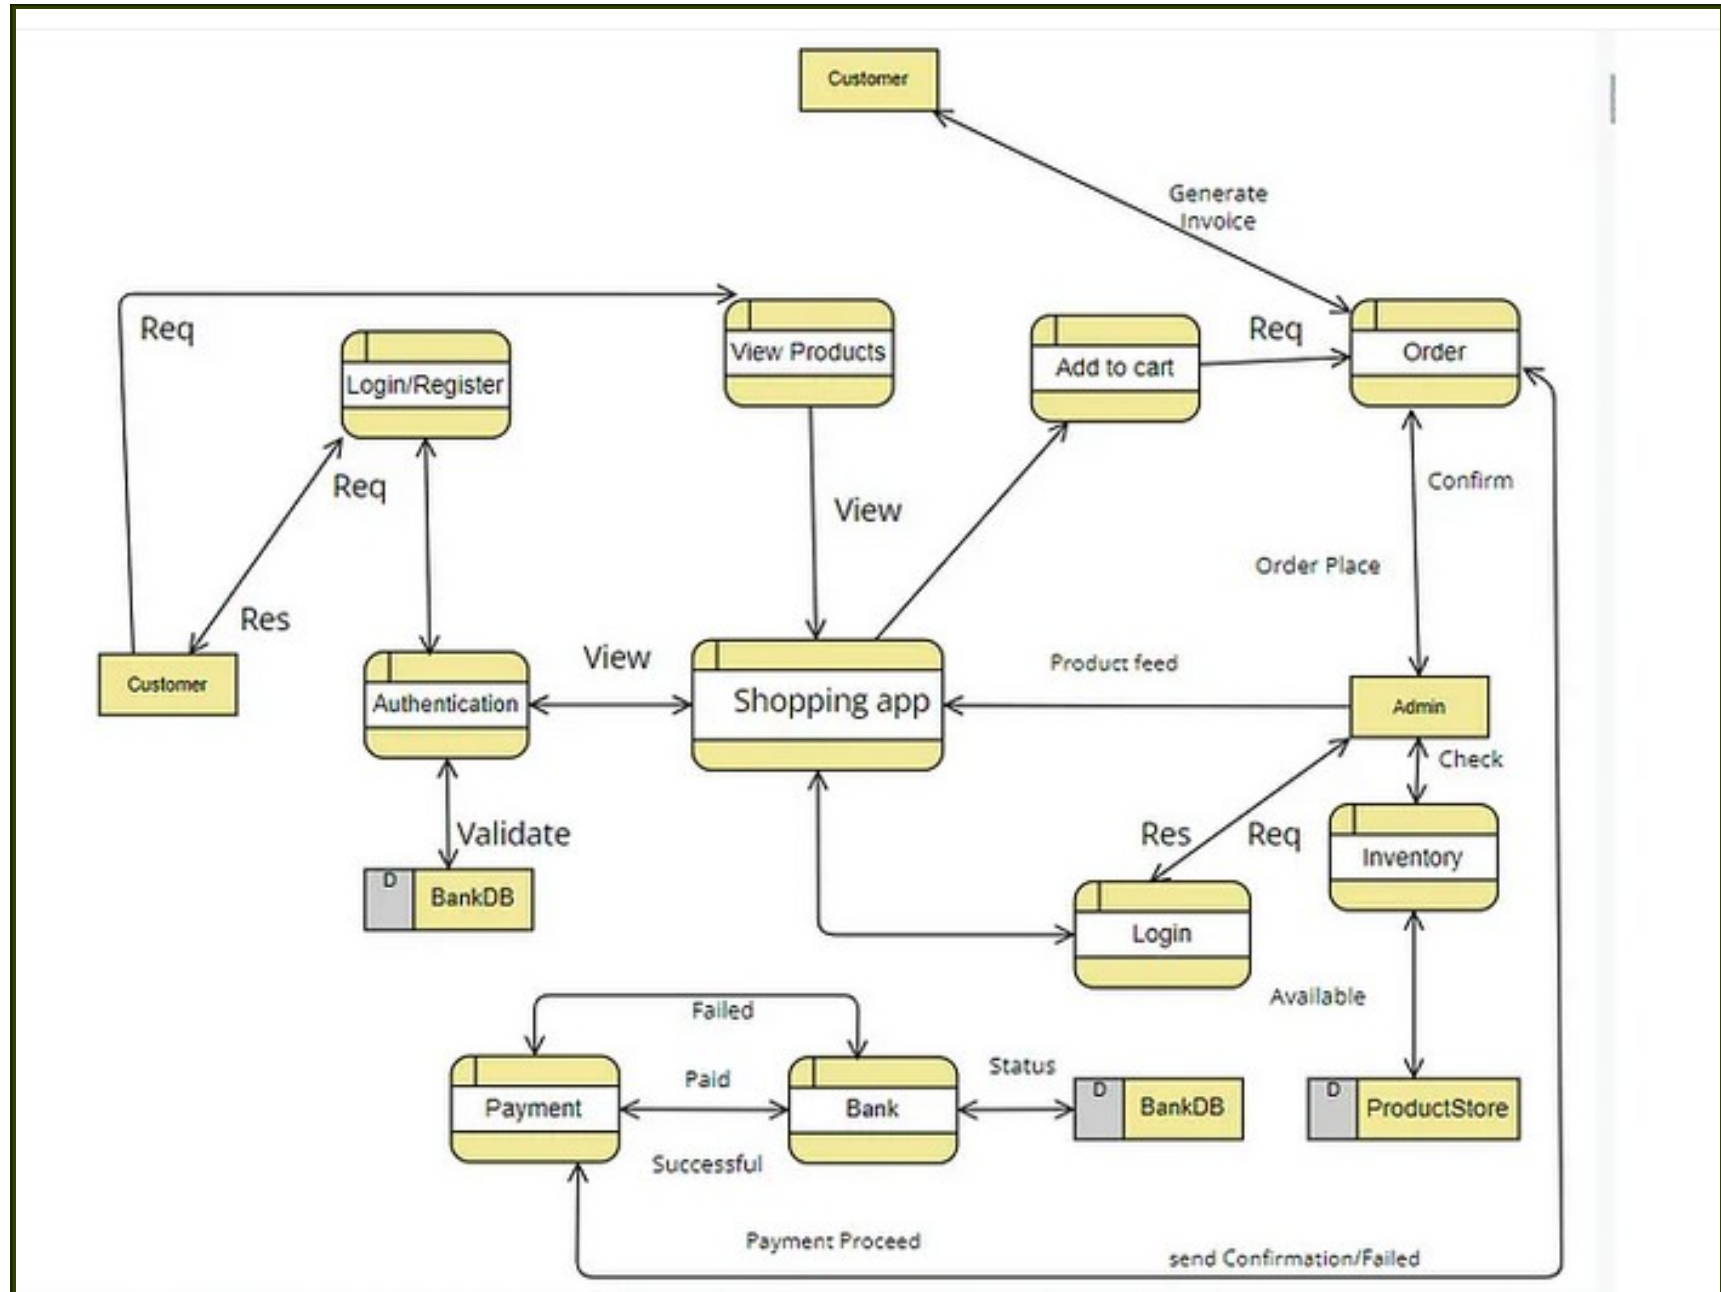 Customer
Generate
Invoice
Req
Login/Register
View Products
Add to cart
Req
Order
Req
View
Confirm
Order Place
Res
Customer
Authentication
View
Shopping app
Product feed
Admin
Check
Validate
D
BankDB
Res
Req
Inventory
Login
Available
Failed
Payment
Paid
Successful
Bank
Status
D
BankDB
D
ProductStore
Payment Proceed
send Confirmation/Failed